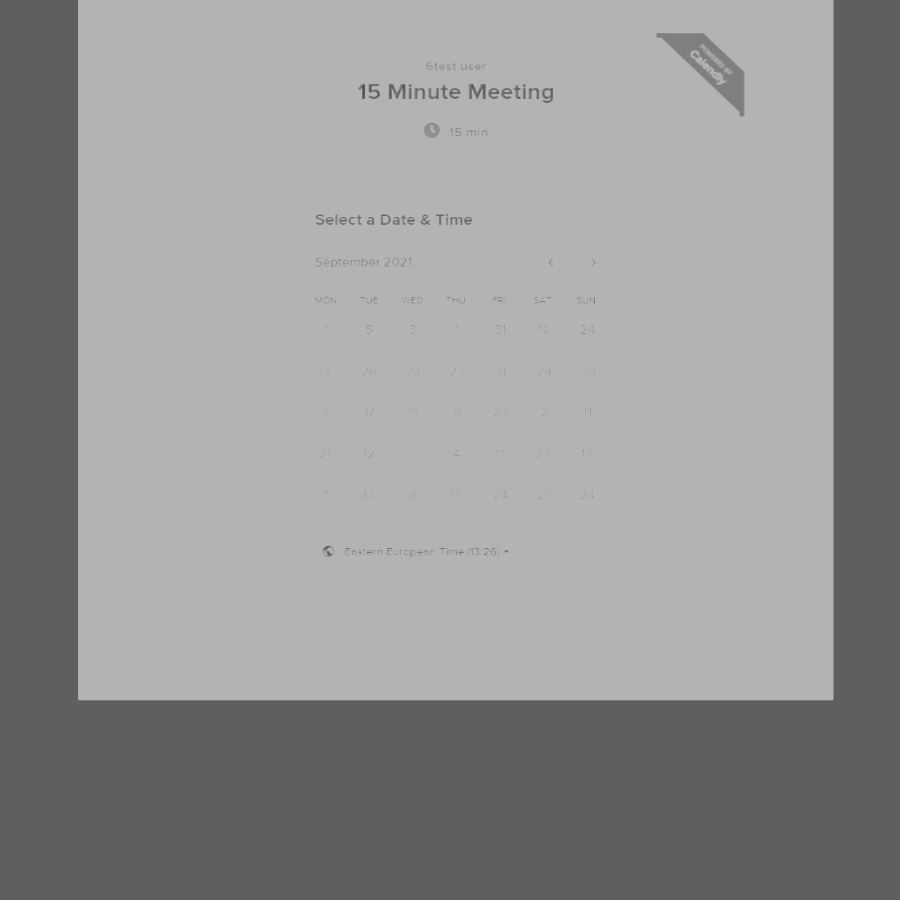 POWERED BY
Calendly
6test user
15 Minute Meeting
15 min
Select a Date & Time
September 2021
MON TUE WED THU FRI SAT SUN
1 5 3 1 31 14 24
14 26 24 25 31 24 30
6 17 19 8 23 2 11
21 12 1 4 11 27 19
7 13 8 15 24 25 24
Eastern European Time (13:26)